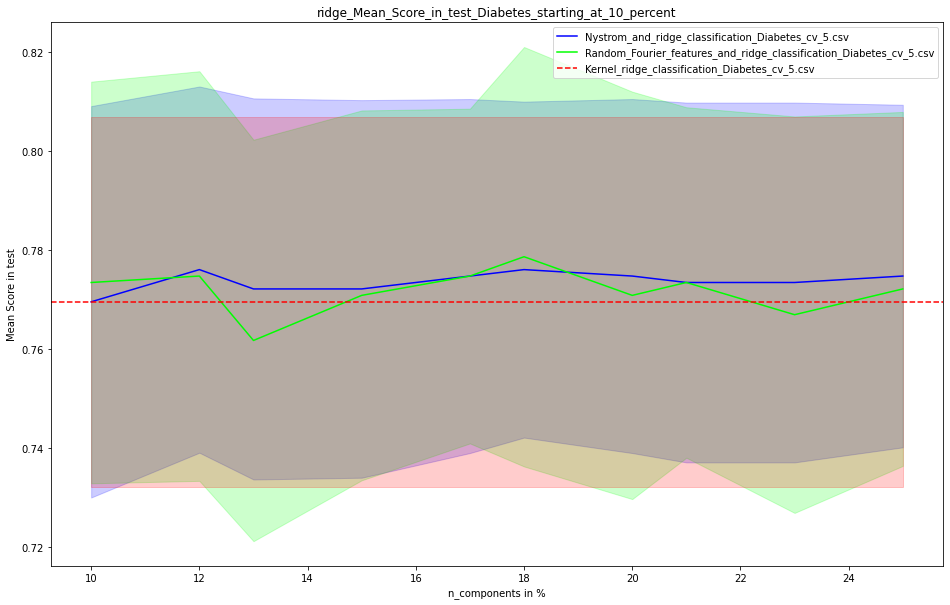 ridge_Mean_Score_in_test_Diabetes_starting_at_10_percent
Nystrom_and_ridge_classification_Diabetes_cv_5.csv
Random_Fourier_features_and_ridge_classification_Diabetes_cv_5.csv
Kernel_ridge_classification_Diabetes_cv_5.csv
0.82
0.80
0.78
0.76
0.74
0.72
Mean Score in test
10 12 14 16 18 20 22 24
n_components in %